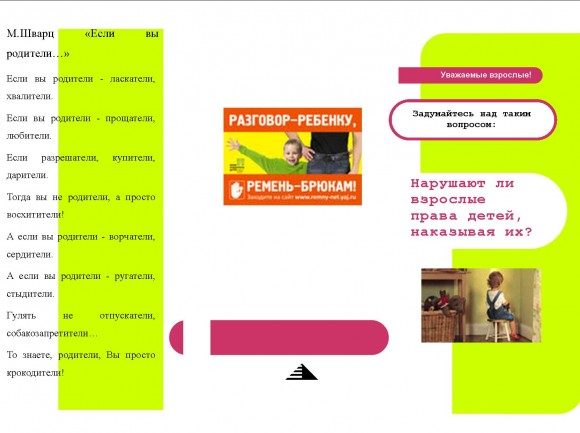 М.Шварц «Если вы
родители…»
Если вы родители - ласкатели,
хвалители.
Если вы родители - прощатели,
любители.
Если разрешатели, купители,
дарители.
Тогда вы не родители, а просто
восхитители!
А если вы родители - ворчатели,
сердители.
А если вы родители - ругатели,
стыдители.
Гулять не отпускатели,
собакозапретители…
То знаете, родители, Вы просто
крокодители!
РАЗГОВОР–РЕБЕНКУ,
РЕМЕНЬ–БРЮКАМ!
Заходите на сайт www.remny-net.yaj.ru
Уважаемые взрослые!
Задумайтесь над таким
вопросом:
Нарушают ли
взрослые
права детей,
наказывая их?